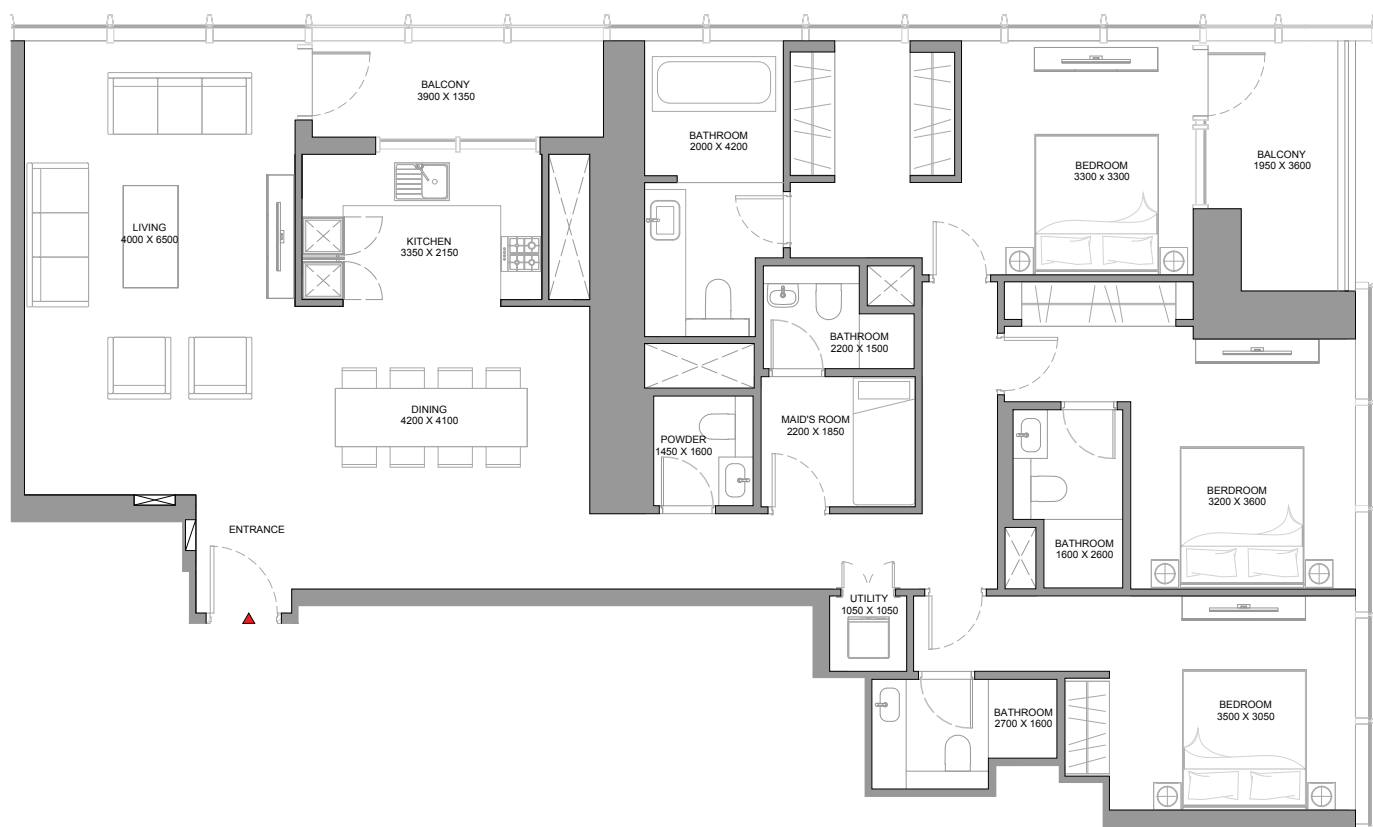 BALCONY
3900 X 1350
BATHROOM
2000 X 4200
BEDROOM
3300 x 3300
BALCONY
1950 X 3600
LIVING
4000 X 6500
KITCHEN
3350 X 2150
BATHROOM
2200 X 1500
DINING
4200 X 4100
POWDER
1450 X 1600
MAID'S ROOM
2200 X 1850
BERDROOM
3200 X 3600
ENTRANCE
BATHROOM
1600 X 2600
UTILITY
1050 X 1050
BATHROOM
2700 X 1600
BEDROOM
3500 X 3050